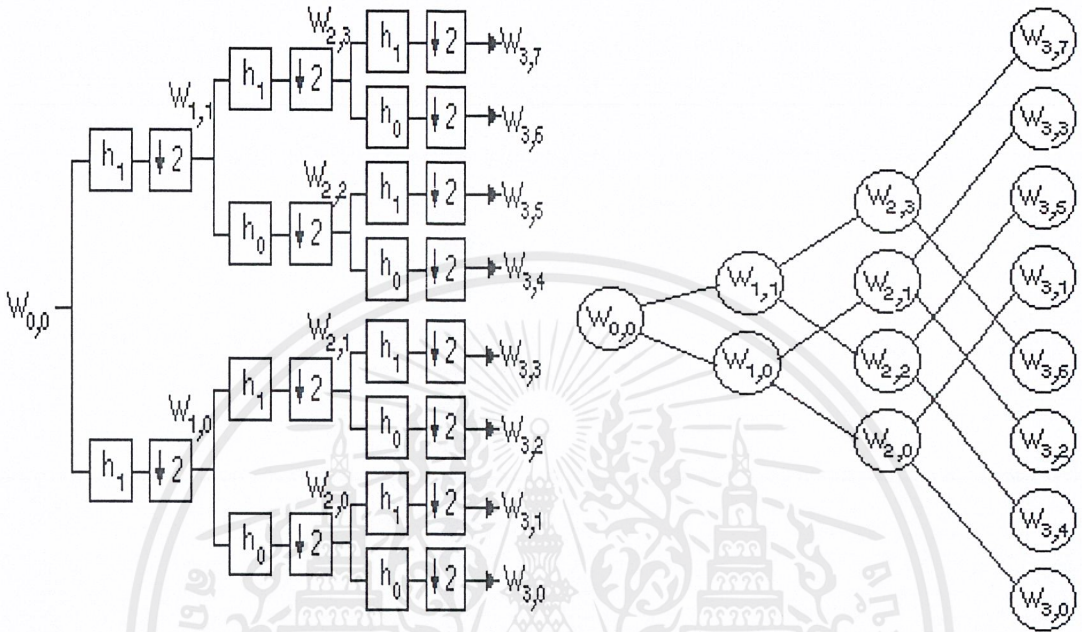 W2,3 h1 ↓2 W3,7
h1 ↓2
W1,1 h0 ↓2 W3,6
h1 ↓2
W2,2 h1 ↓2 W3,5
h0 ↓2
h0 ↓2 W3,4
W0,0
W2,1 h1 ↓2 W3,3
h1 ↓2
W1,0 h0 ↓2 W3,2
h1 ↓2
W2,0 h1 ↓2 W3,1
h0 ↓2
h0 ↓2 W3,0
W3,7
W3,3
W2,3 W3,5
W1,1 W2,1 W3,1
W0,0
W1,0 W2,2 W3,6
W2,0 W3,2
W3,4
W3,0